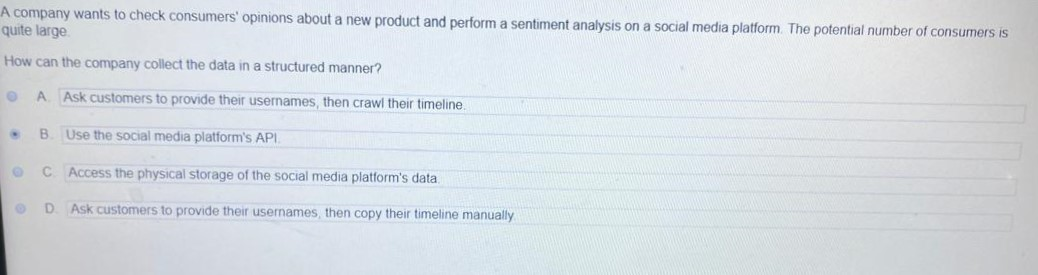 A company wants to check consumers' opinions about a new product and perform a sentiment analysis on a social media platform. The potential number of consumers is
quite large.
How can the company collect the data in a structured manner?
A. Ask customers to provide their usernames, then crawl their timeline.
B. Use the social media platform's API.
C. Access the physical storage of the social media platform's data.
D. Ask customers to provide their usernames, then copy their timeline manually.